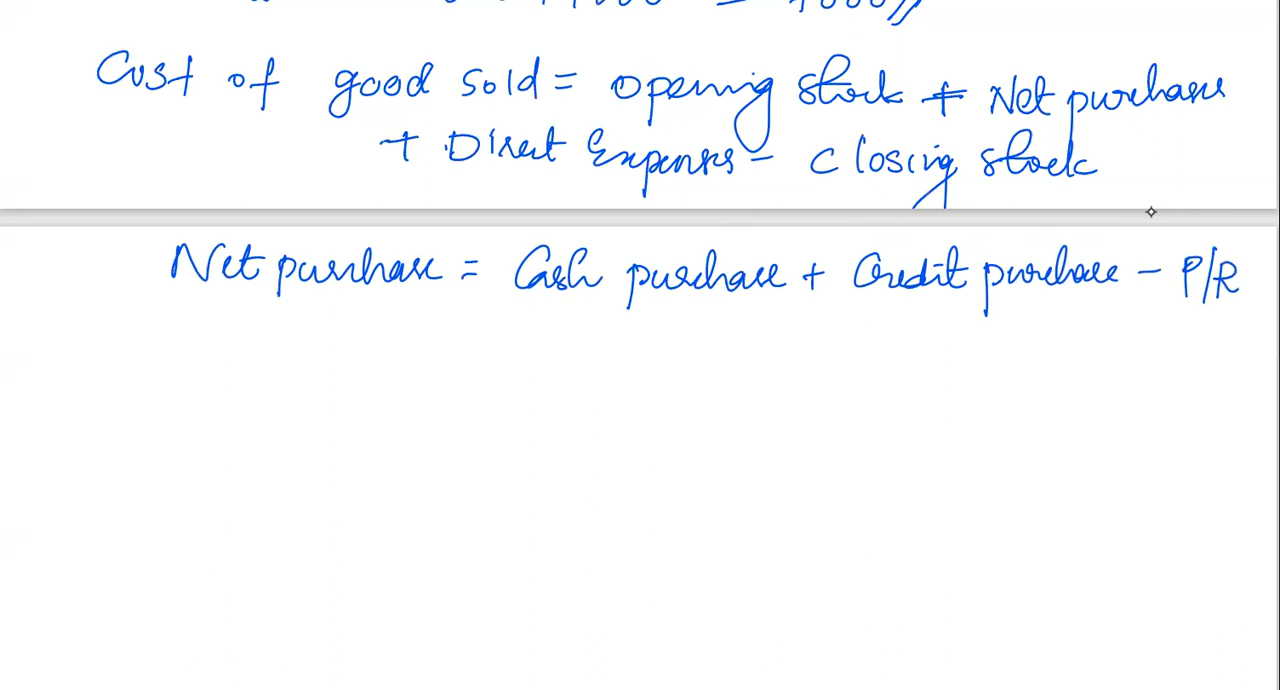 Cost of good sold = opening stock + Net purchase
+ Direct Expenses - closing stock
Net purchase = Cash purchase + Credit purchase - P/R